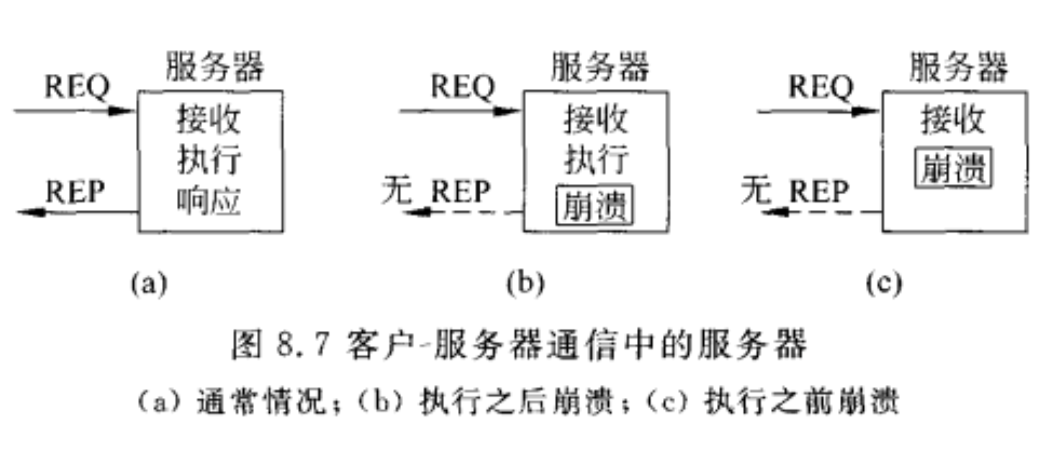 服务器 服务器 服务器
REQ REQ REQ
接收 接收 接收
执行 执行 崩溃
REP 无 REP 无 REP
响应 崩溃
(a) (b) (c)
图 8.7 客户-服务器通信中的服务器
(a) 通常情况; (b) 执行之后崩溃; (c) 执行之前崩溃